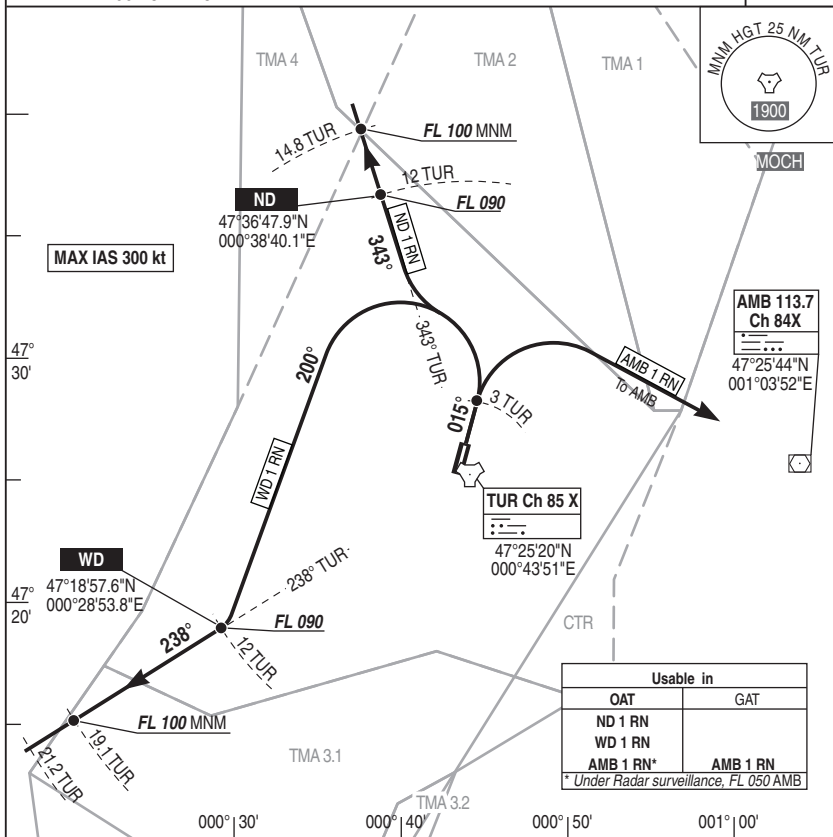 TMA 4
TMA 2
TMA 1
MNM HGT 25 NM TUR
1900
MOCH
14.8 TUR
FL 100 MNM
12 TUR
FL 090
ND
47°36'47.9"N
000°38'40.1"E
ND 1 RN
343°
MAX IAS 300 kt
AMB 113.7
Ch 84X
47°25'44"N
001°03'52"E
47°
30'
200°
343° TUR
AMB 1 RN
To AMB
015°
3 TUR
WD 1 RN
TUR Ch 85 X
47°25'20"N
000°43'51"E
WD
47°18'57.6"N
000°28'53.8"E
238° TUR
47°
20'
FL 090
CTR
238°
12 TUR
FL 100 MNM
19.1 TUR
21.2 TUR
TMA 3.1
TMA 3.2
Usable in
OAT GAT
ND 1 RN
WD 1 RN
AMB 1 RN* AMB 1 RN
* Under Radar surveillance, FL 050 AMB
000° 30' 000° 40' 000° 50' 001° 00'